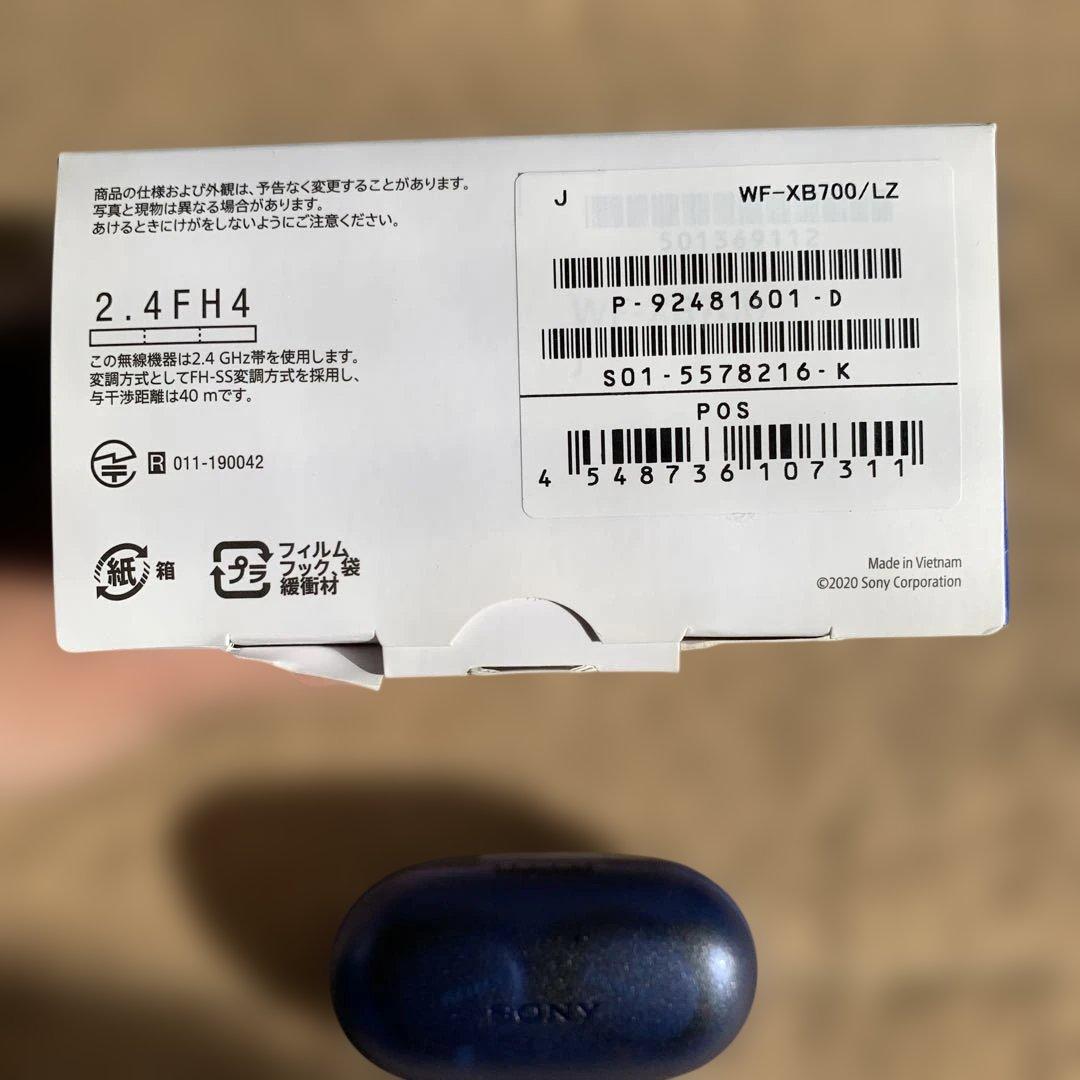 商品の仕様および外観は、予告なく変更することがあります。
写真と現物は異なる場合があります。
あけるときにけがをしないようにご注意ください。
2.4FH4
この無線機器は2.4 GHz帯を使用します。
変調方式としてFH-SS変調方式を採用し、
与干渉距離は40 mです。
R 011-190042
紙 箱
プラ フィルム
フック、袋
緩衝材
J WF-XB700/LZ
501369112
P-92481601-D
S01-5578216-K
POS
4 548736 107311
Made in Vietnam
©2020 Sony Corporation
SONY